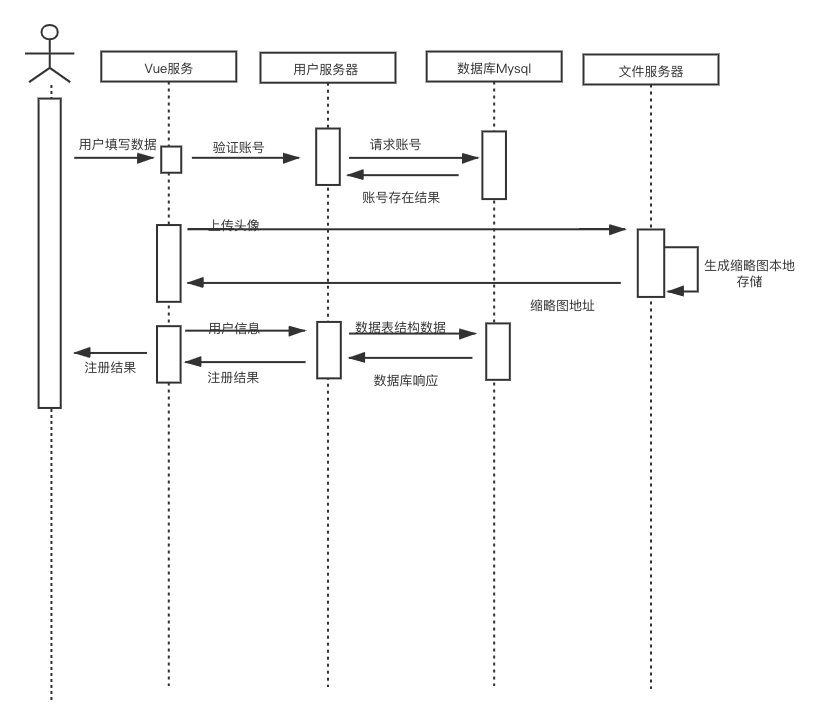 Vue服务
用户服务器
数据库Mysql
文件服务器
用户填写数据
验证账号
请求账号
账号存在结果
上传头像
生成缩略图本地
存储
缩略图地址
用户信息
数据表结构数据
注册结果
注册结果
数据库响应